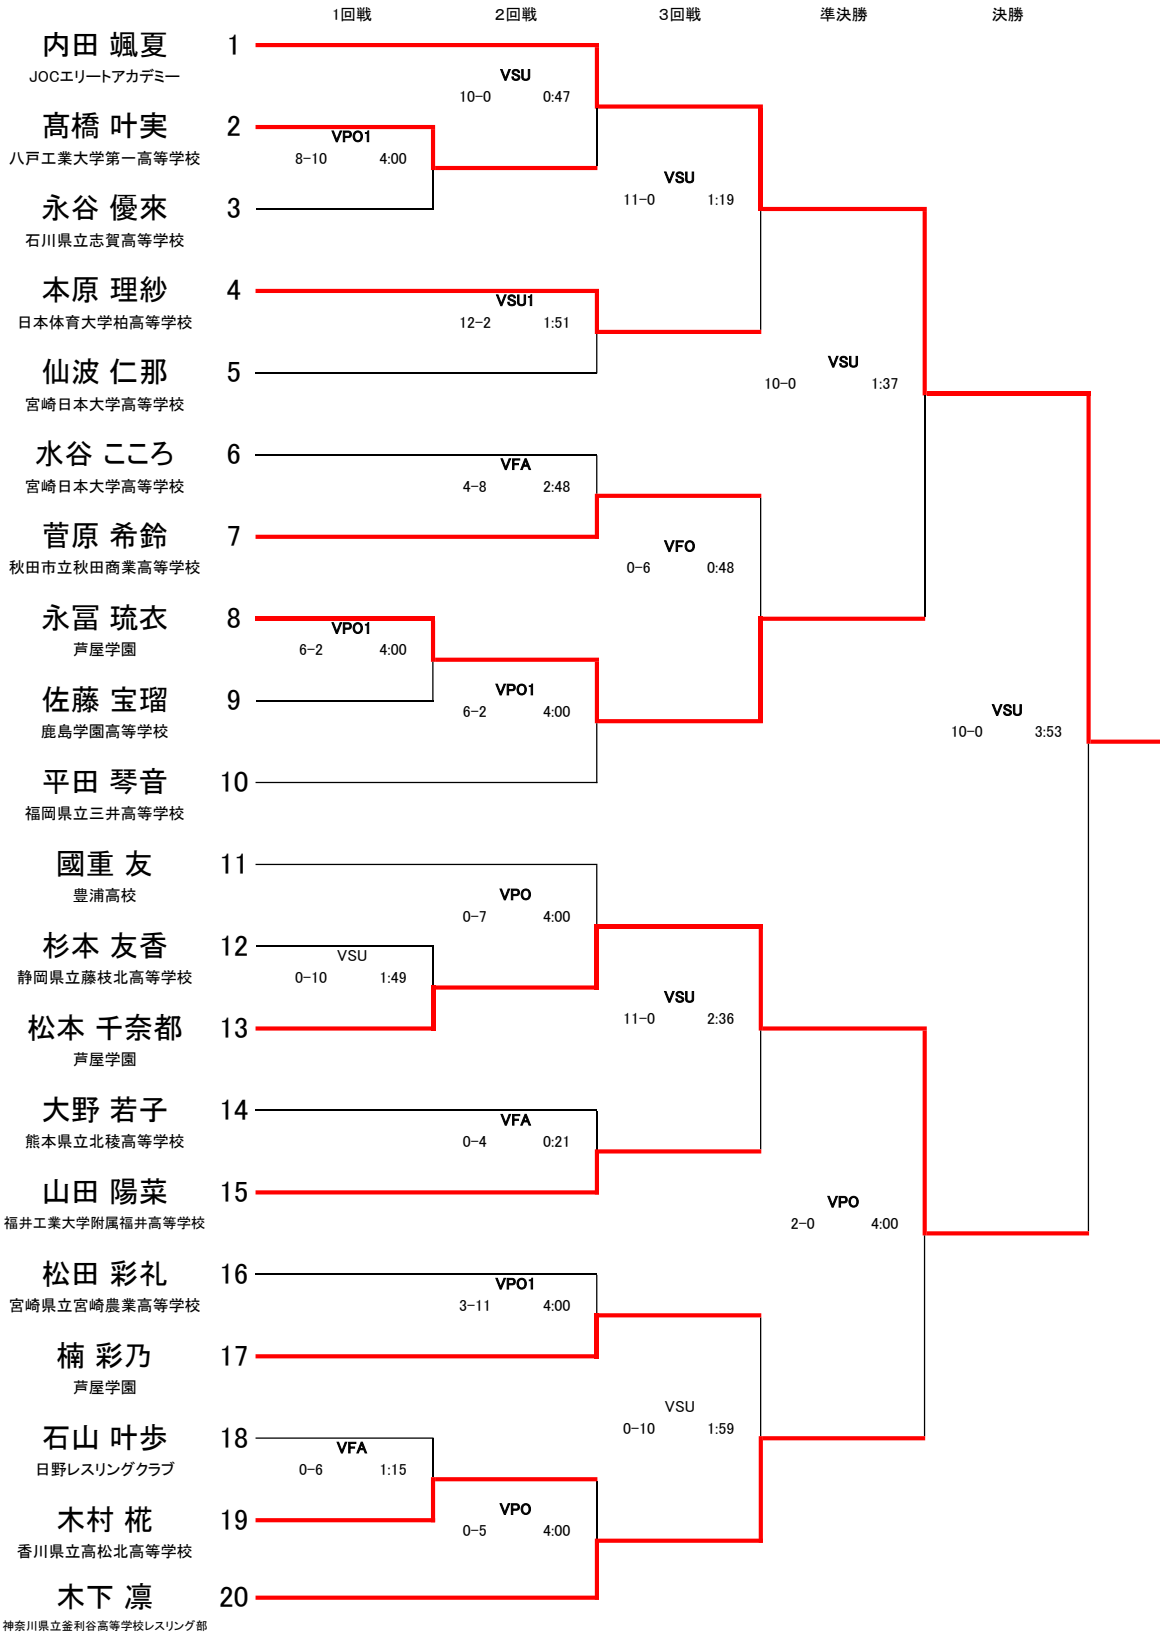 1回戦 2回戦 3回戦 準決勝 決勝
内田 颯夏 1
JOCエリートアカデミー
VSU
10-0 0:47
髙橋 叶実 2
八戸工業大学第一高等学校
VPO1
8-10 4:00
VSU
11-0 1:19
永谷 優來 3
石川県立志賀高等学校
本原 理紗 4
日本体育大学柏高等学校
VSU1
12-2 1:51
仙波 仁那 5
宮崎日本大学高等学校
VSU
10-0 1:37
水谷 こころ 6
宮崎日本大学高等学校
VFA
4-8 2:48
菅原 希鈴 7
秋田市立秋田商業高等学校
VFO
0-6 0:48
永冨 琉衣 8
芦屋学園
VPO1
6-2 4:00
佐藤 宝瑠 9
鹿島学園高等学校
VPO1
6-2 4:00
VSU
10-0 3:53
平田 琴音 10
福岡県立三井高等学校
國重 友 11
豊浦高校
VPO
0-7 4:00
杉本 友香 12
静岡県立藤枝北高等学校
VSU
0-10 1:49
松本 千奈都 13
芦屋学園
VSU
11-0 2:36
大野 若子 14
熊本県立北稜高等学校
VFA
0-4 0:21
山田 陽菜 15
福井工業大学附属福井高等学校
VPO
2-0 4:00
松田 彩礼 16
宮崎県立宮崎農業高等学校
VPO1
3-11 4:00
楠 彩乃 17
芦屋学園
VSU
0-10 1:59
石山 叶歩 18
日野レスリングクラブ
VFA
0-6 1:15
木村 椛 19
香川県立高松北高等学校
VPO
0-5 4:00
木下 凛 20
神奈川県立釜利谷高等学校レスリング部